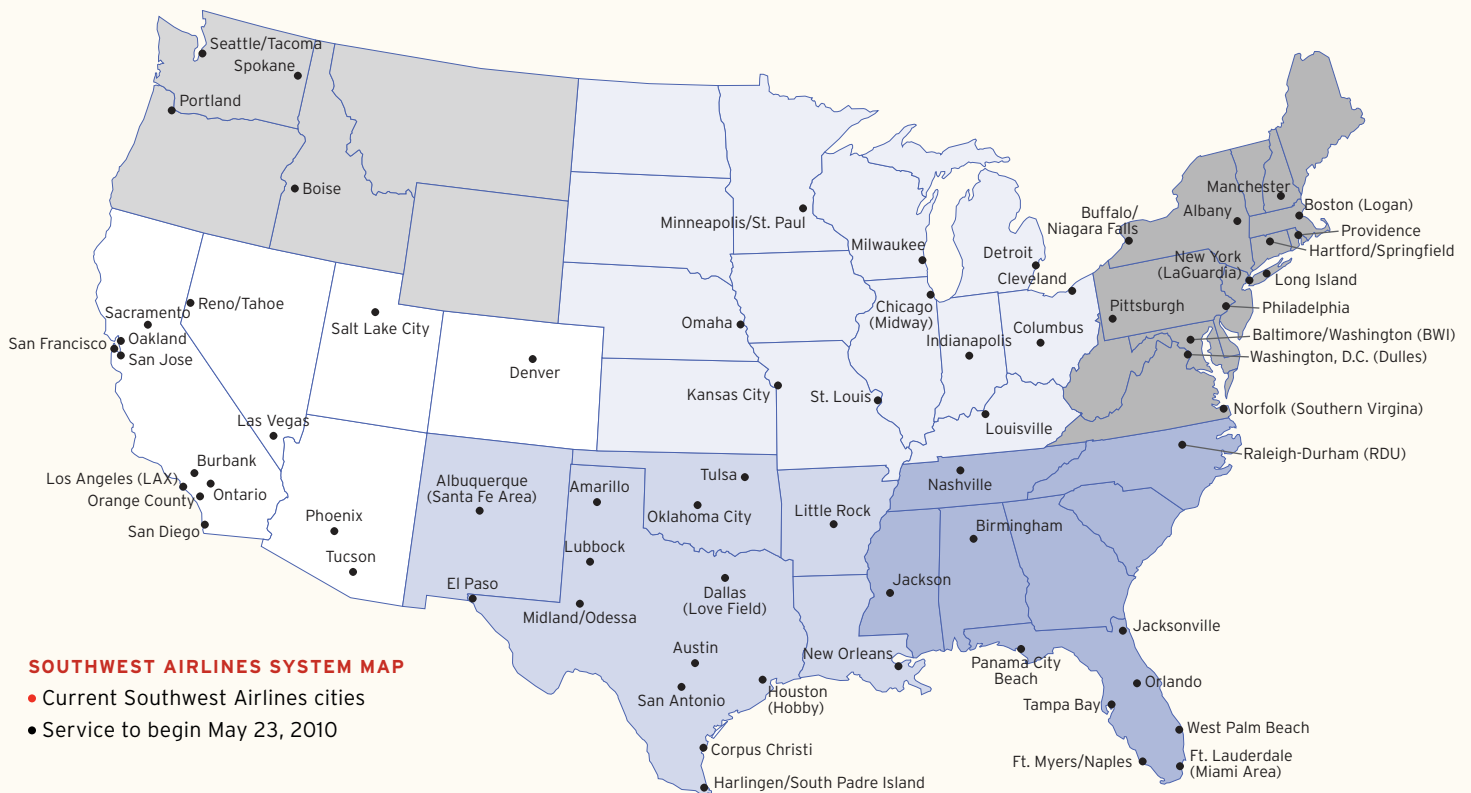 Seattle/Tacoma
Spokane
Portland
Boise
Minneapolis/St. Paul
Milwaukee
Detroit
Cleveland
Buffalo/
Niagara Falls
Manchester
Albany
Boston (Logan)
Providence
Hartford/Springfield
New York
(LaGuardia)
Long Island
Philadelphia
Pittsburgh
Baltimore/Washington (BWI)
Washington, D.C. (Dulles)
Norfolk (Southern Virgina)
Raleigh-Durham (RDU)
Reno/Tahoe
Sacramento
San Francisco
Oakland
San Jose
Salt Lake City
Denver
Omaha
Chicago
(Midway)
Indianapolis
Columbus
Kansas City
St. Louis
Louisville
Las Vegas
Burbank
Los Angeles (LAX)
Ontario
Orange County
San Diego
Phoenix
Tucson
Albuquerque
(Santa Fe Area)
Amarillo
Tulsa
Oklahoma City
Little Rock
Nashville
Birmingham
Lubbock
El Paso
Midland/Odessa
Dallas
(Love Field)
Jackson
Austin
San Antonio
Houston
(Hobby)
New Orleans
Panama City
Beach
Jacksonville
Orlando
Tampa Bay
West Palm Beach
Ft. Myers/Naples
Ft. Lauderdale
(Miami Area)
Corpus Christi
Harlingen/South Padre Island
SOUTHWEST AIRLINES SYSTEM MAP
Current Southwest Airlines cities
Service to begin May 23, 2010